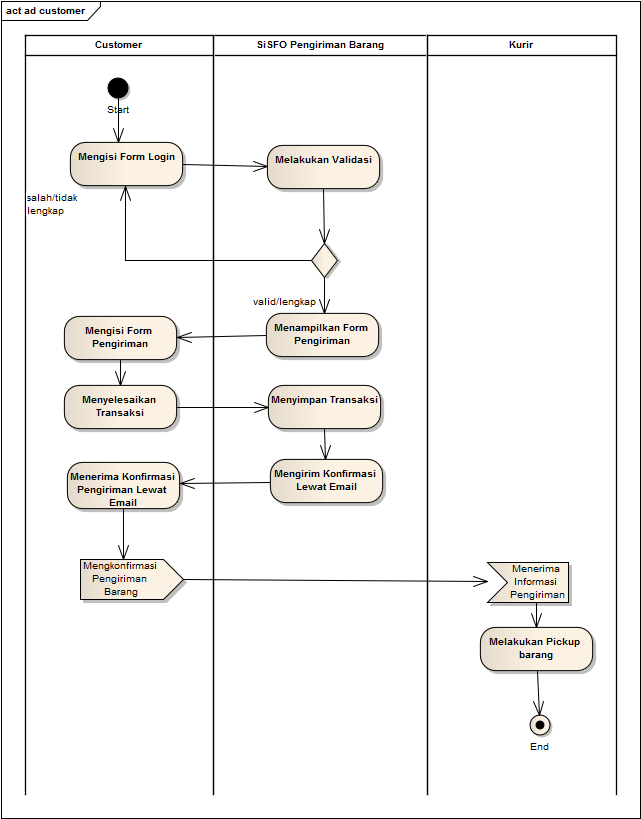 act ad customer
Customer
SiSFO Pengiriman Barang
Kurir
Start
Mengisi Form Login
Melakukan Validasi
salah/tidak
lengkap
valid/lengkap
Menampilkan Form
Pengiriman
Mengisi Form
Pengiriman
Menyelesaikan
Transaksi
Menyimpan Transaksi
Mengirim Konfirmasi
Lewat Email
Menerima Konfirmasi
Pengiriman Lewat
Email
Mengkonfirmasi
Pengiriman
Barang
Menerima
Informasi
Pengiriman
Melakukan Pickup
barang
End